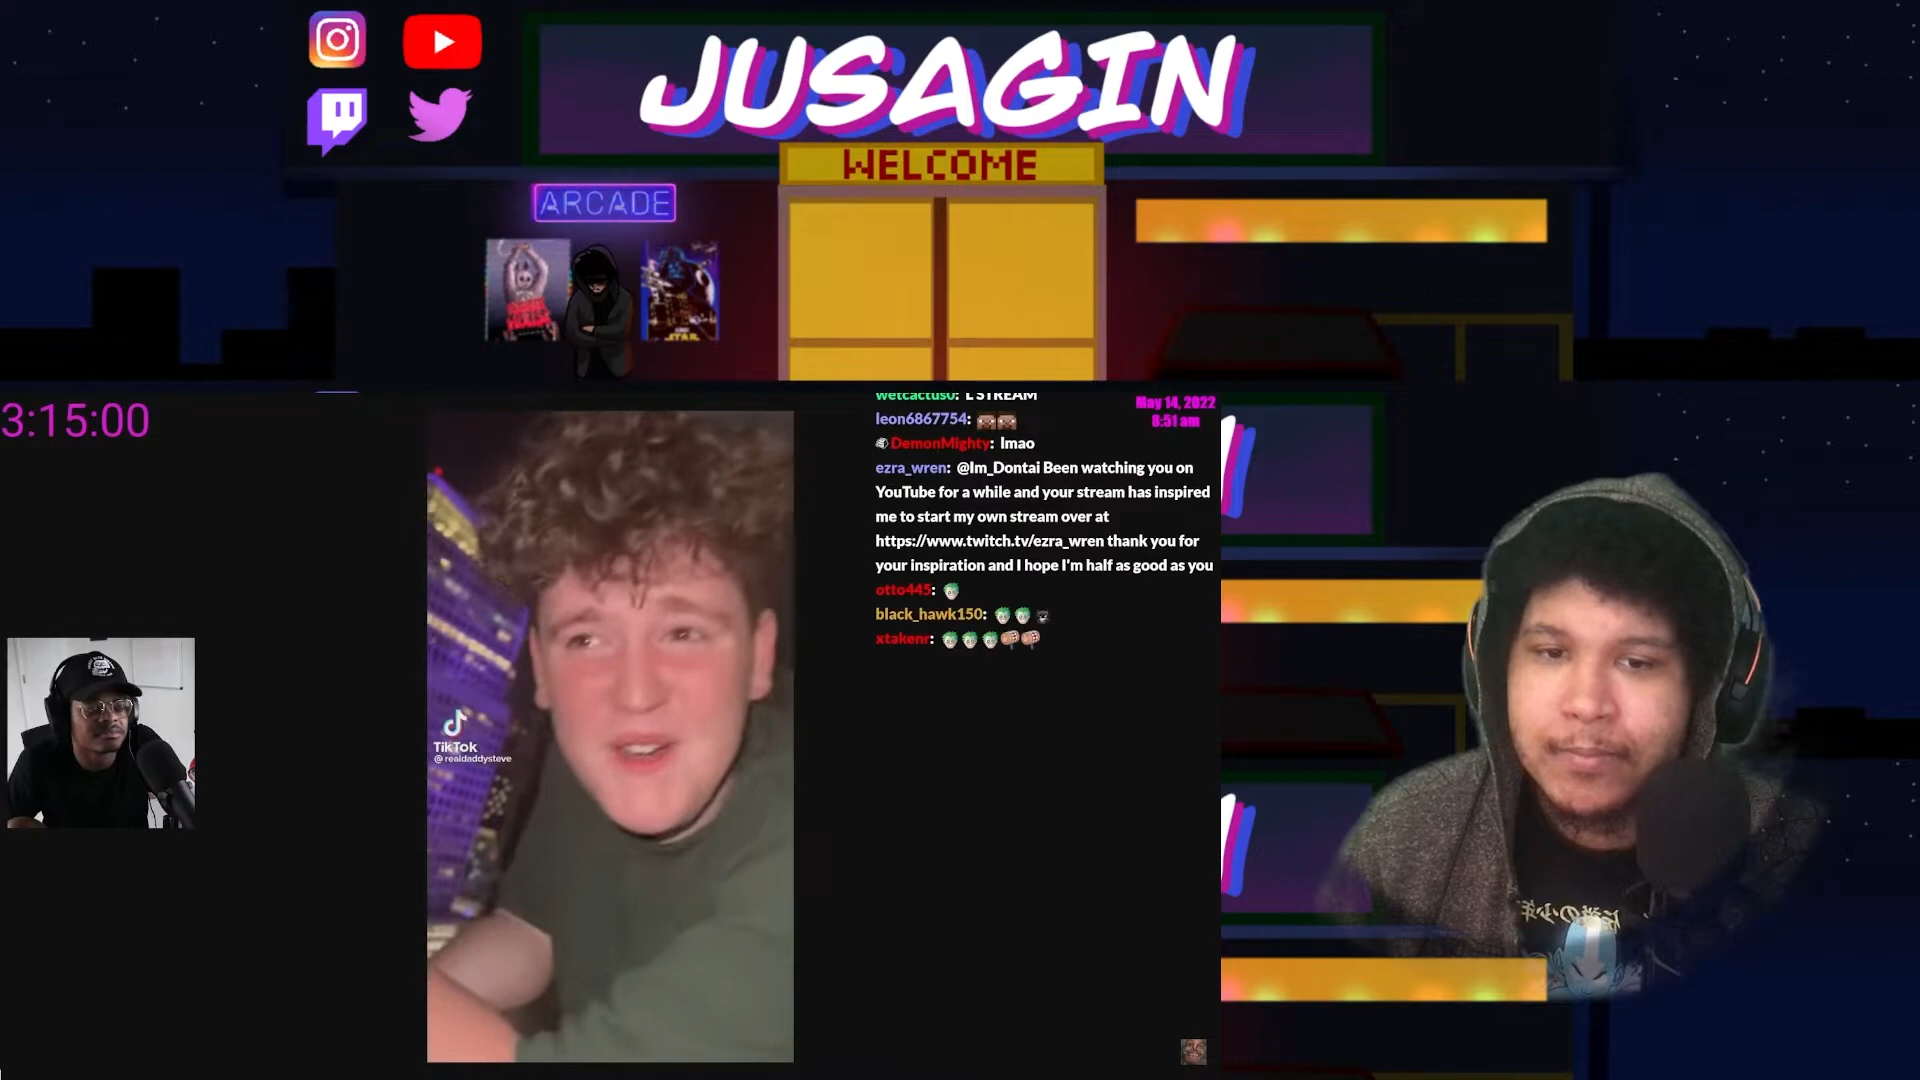 JUSAGIN
WELCOME
ARCADE
STAR
3:15:00
wetcactus0: L STREAM
May 14, 2022
8:51 am
leon6867754:
DemonMighty: lmao
ezra_wren: @Im_Dontai Been watching you on
YouTube for a while and your stream has inspired
me to start my own stream over at
https://www.twitch.tv/ezra_wren thank you for
your inspiration and I hope I'm half as good as you
otto445:
black_hawk150:
xtakenr:
TikTok
@realdaddysteve